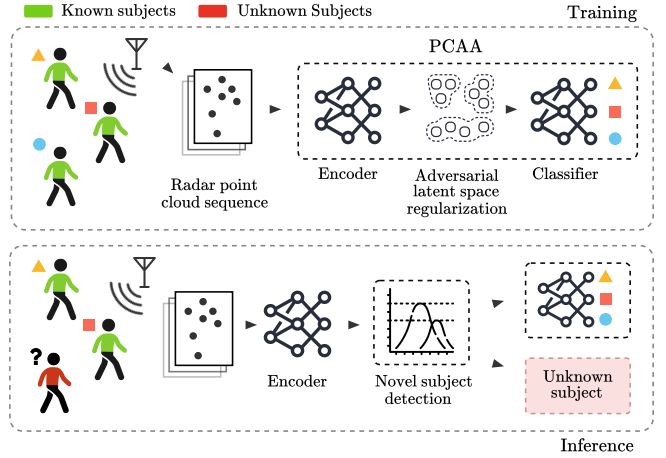 Known subjects
Unknown Subjects
Training
PCAA
Radar point
cloud sequence
Encoder
Adversarial
latent space
regularization
Classifier
?
Encoder
Novel subject
detection
Unknown
subject
Inference